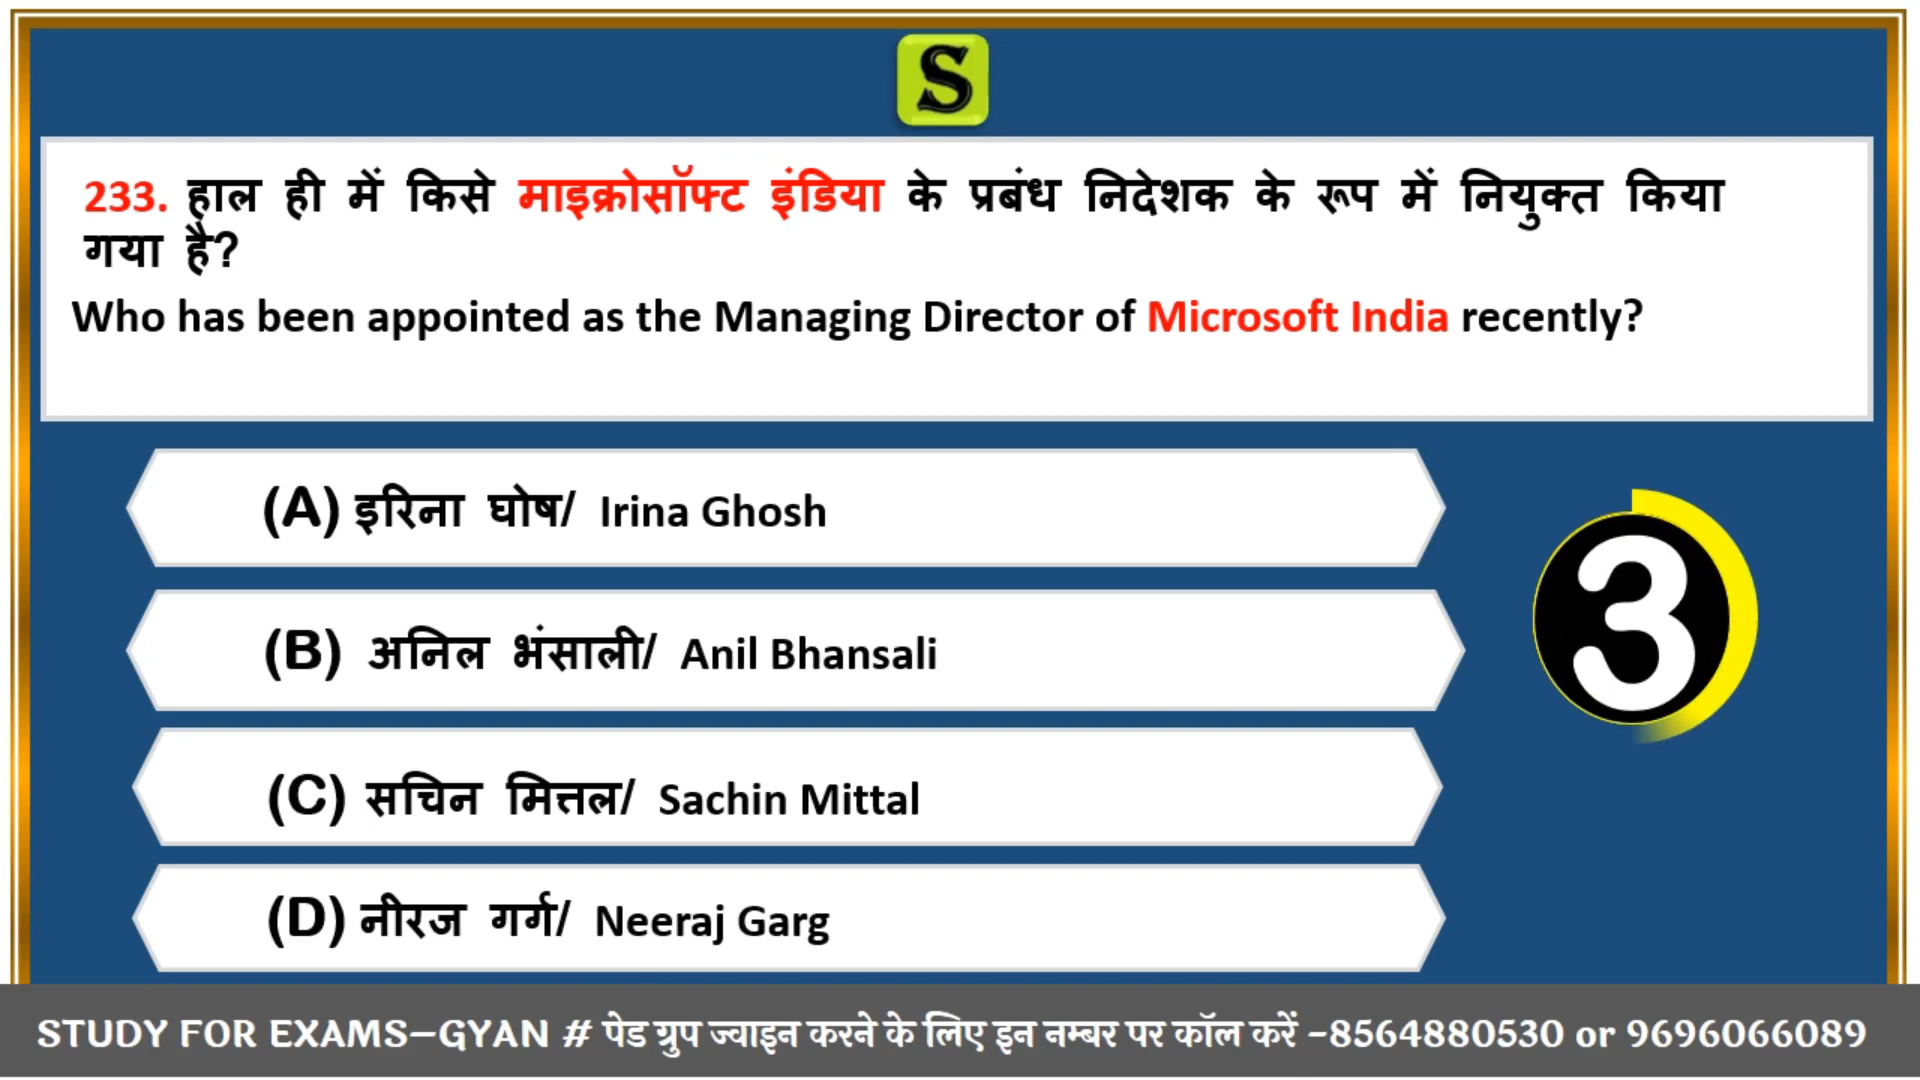 S
233. हाल ही में किसे माइक्रोसॉफ्ट इंडिया के प्रबंध निदेशक के रूप में नियुक्त किया
गया है?
Who has been appointed as the Managing Director of Microsoft India recently?
(A) इरिना घोष/ Irina Ghosh
3
(B) अनिल भंसाली/ Anil Bhansali
(C) सचिन मित्तल/ Sachin Mittal
(D) नीरज गर्ग/ Neeraj Garg
STUDY FOR EXAMS–GYAN # पेड ग्रुप ज्वाइन करने के लिए इन नम्बर पर कॉल करें -8564880530 or 9696066089